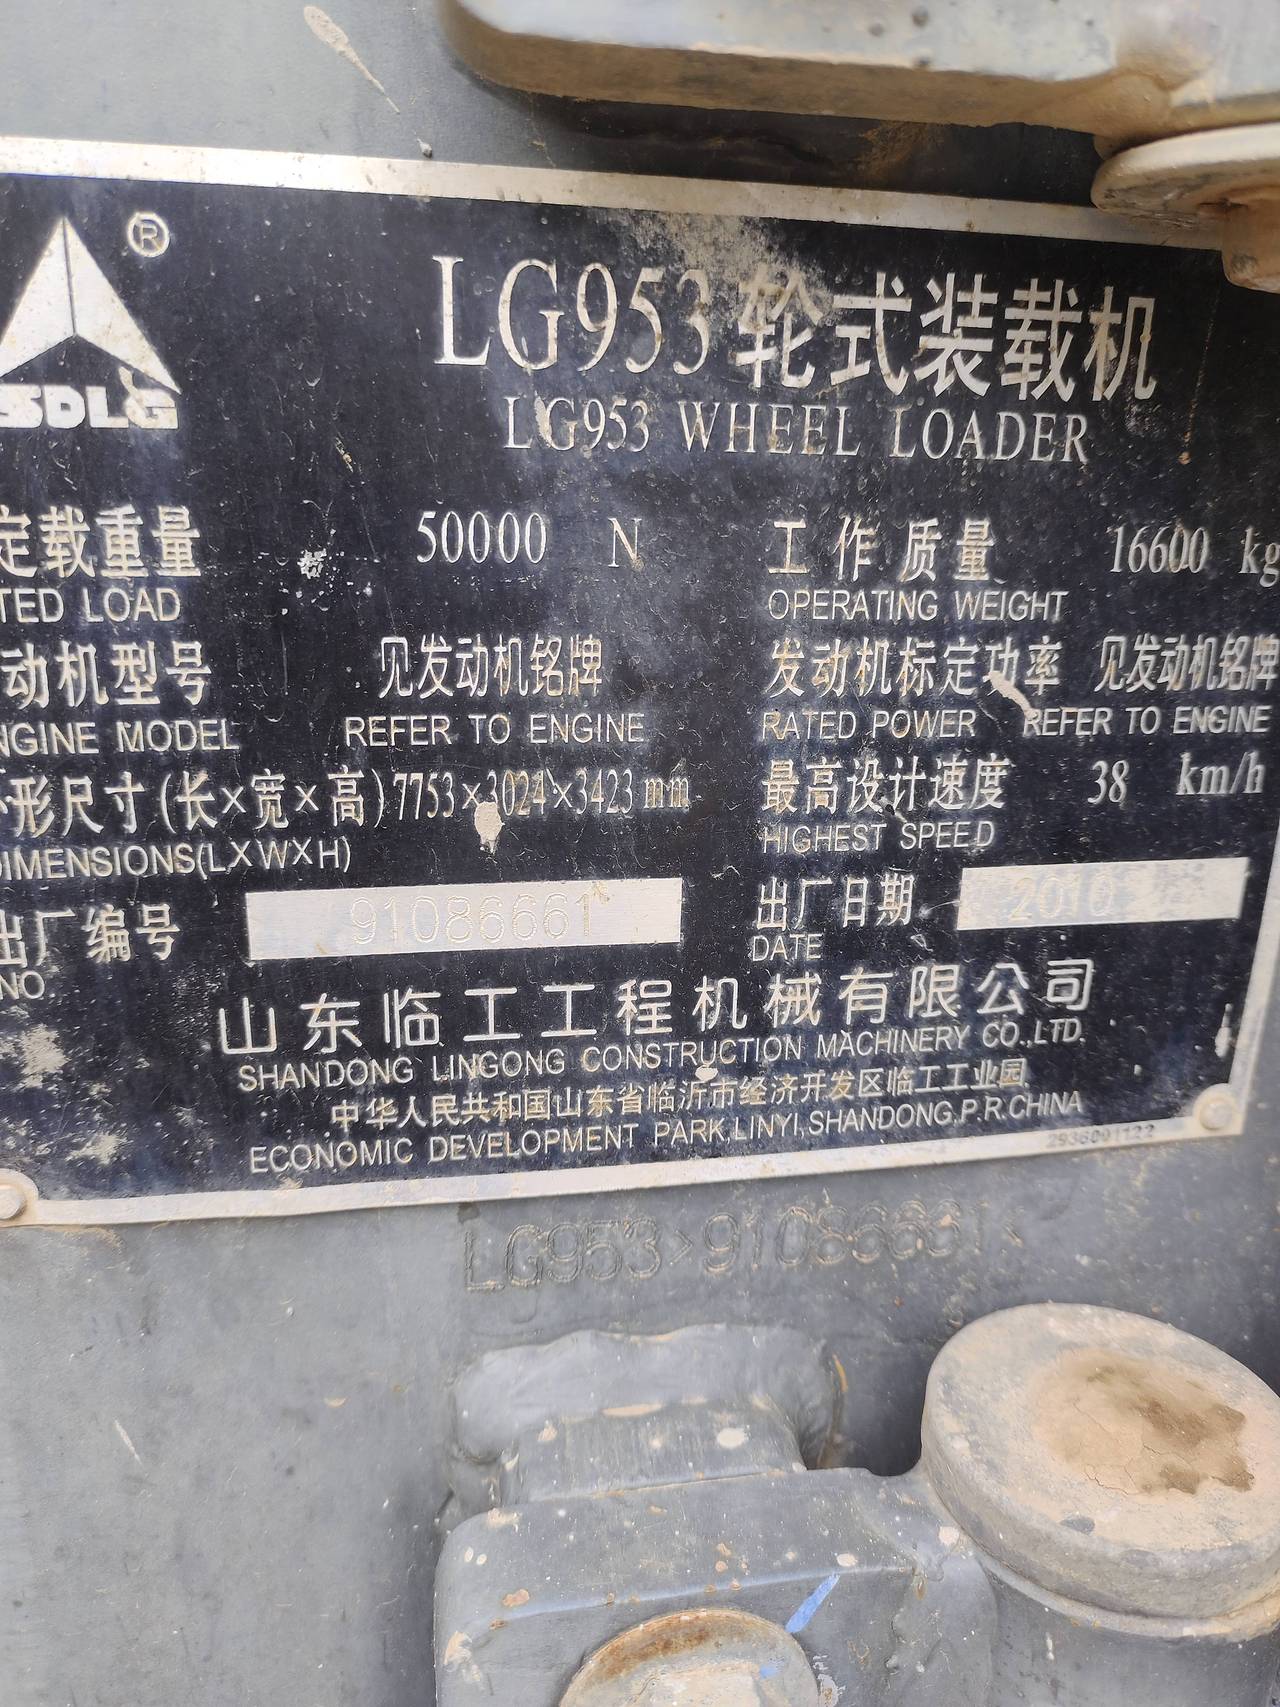 ®
SDLG
LG953 轮式装载机
LG953 WHEEL LOADER
定载重量 50000 N 工作质量 16600 kg
TED LOAD OPERATING WEIGHT
动机型号 见发动机铭牌 发动机标定功率 见发动机铭牌
NGINE MODEL REFER TO ENGINE RATED POWER REFER TO ENGINE
外形尺寸(长×宽×高) 7753×3024×3423 mm 最高设计速度 38 km/h
DIMENSIONS(L×W×H) HIGHEST SPEED
出厂编号 91086661 出厂日期 2010
NO. DATE
山东临工工程机械有限公司
SHANDONG LINGONG CONSTRUCTION MACHINERY CO.,LTD.
中华人民共和国山东省临沂市经济开发区临工工业园
ECONOMIC DEVELOPMENT PARK,LINYI,SHANDONG,P.R.CHINA
2936001122
LG953>91086661<